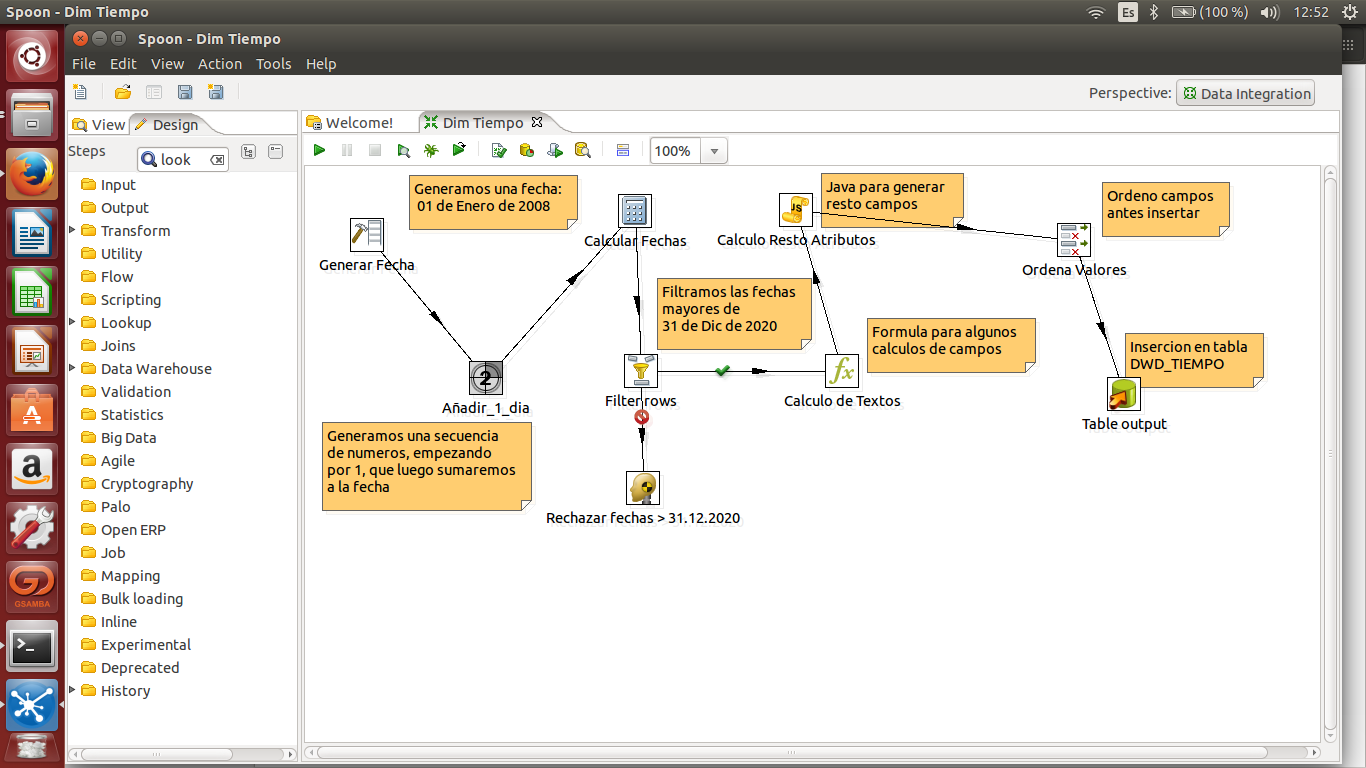 Spoon - Dim Tiempo
Es
(100 %)
12:52
Spoon - Dim Tiempo
File Edit View Action Tools Help
Perspective:
Data Integration
View
Design
Welcome!
Dim Tiempo
Steps
look
100%
Input
Output
Transform
Utility
Flow
Scripting
Lookup
Joins
Data Warehouse
Validation
Statistics
Big Data
Agile
Cryptography
Palo
Open ERP
Job
Mapping
Bulk loading
Inline
Experimental
Deprecated
History
Generamos una fecha:
01 de Enero de 2008
Generar Fecha
Calcular Fechas
JS
Calculo Resto Atributos
Java para generar
resto campos
Ordeno campos
antes insertar
Ordena Valores
Filtramos las fechas
mayores de
31 de Dic de 2020
Formula para algunos
calculos de campos
Insercion en tabla
DWD_TIEMPO
2
Añadir_1_dia
Filter rows
fx
Calculo de Textos
Table output
Generamos una secuencia
de numeros, empezando
por 1, que luego sumaremos
a la fecha
Rechazar fechas > 31.12.2020
GSAMBA